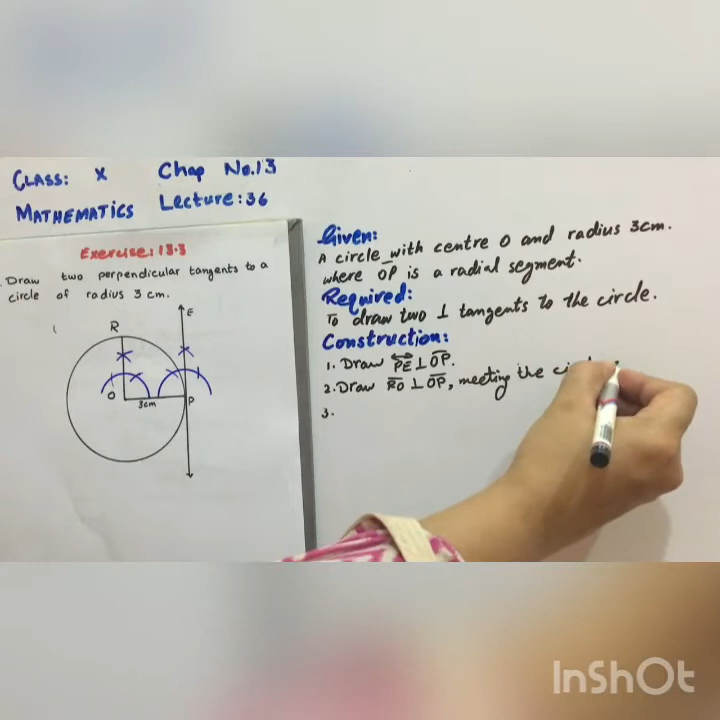 CLASS: X Chap No.13
MATHEMATICS Lecture:36
Exercise:13.3
Draw two perpendicular tangents to a
circle of radius 3 cm.
R
E
O
3cm
P
Given:
A circle with centre O and radius 3cm.
where OP is a radial segment.
Required:
To draw two ⊥ tangents to the circle.
Construction:
1. Draw PE ⊥ OP.
2. Draw RO ⊥ OP, meeting the
3.
InShOt